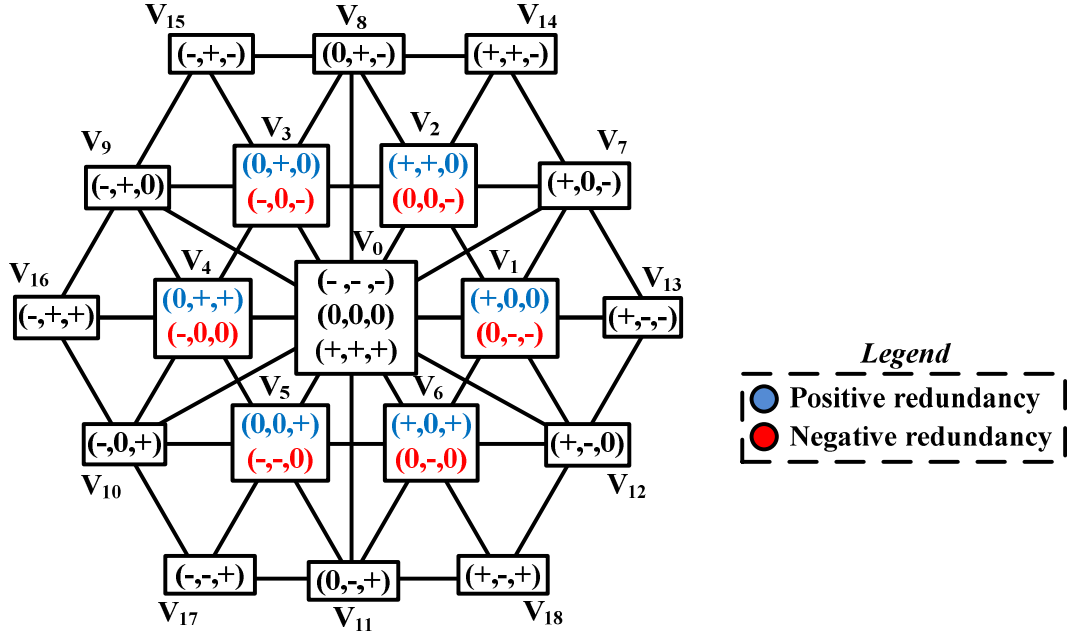 V15 V8 V14
(-,+,-) (0,+,-) (+,+,-)
V3 V2
V9 V7
(0,+,0) (+,+,0)
(-,+,0) (+,0,-)
(-,0,-) (0,0,-)
V0
V16 V4 V1 V13
(-,-,-)
(0,+,+) (+,0,0)
(-,+,+) (0,0,0) (+,-,-)
(-,0,0) (0,-,-)
(+,+,+)
Legend
V5 V6
Positive redundancy
(0,0,+) (+,0,+)
(-,0,+) (+,-,0)
Negative redundancy
(-,-,0) (0,-,0)
V10 V12
(-,-,+) (0,-,+) (+,-,+)
V17 V11 V18